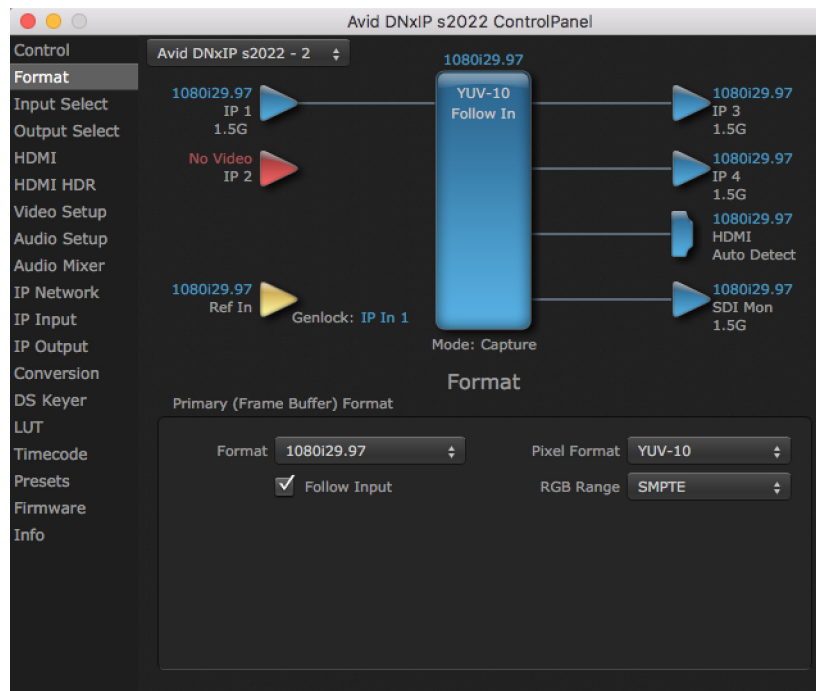 Avid DNxIP s2022 ControlPanel
Control
Format
Input Select
Output Select
HDMI
HDMI HDR
Video Setup
Audio Setup
Audio Mixer
IP Network
IP Input
IP Output
Conversion
DS Keyer
LUT
Timecode
Presets
Firmware
Info
Avid DNxIP s2022 - 2
1080i29.97
YUV-10
Follow In
1080i29.97
IP 1
1.5G
No Video
IP 2
1080i29.97
Ref In
Genlock: IP In 1
1080i29.97
IP 3
1.5G
1080i29.97
IP 4
1.5G
1080i29.97
HDMI
Auto Detect
1080i29.97
SDI Mon
1.5G
Mode: Capture
Format
Primary (Frame Buffer) Format
Format 1080i29.97
Pixel Format YUV-10
Follow Input
RGB Range SMPTE